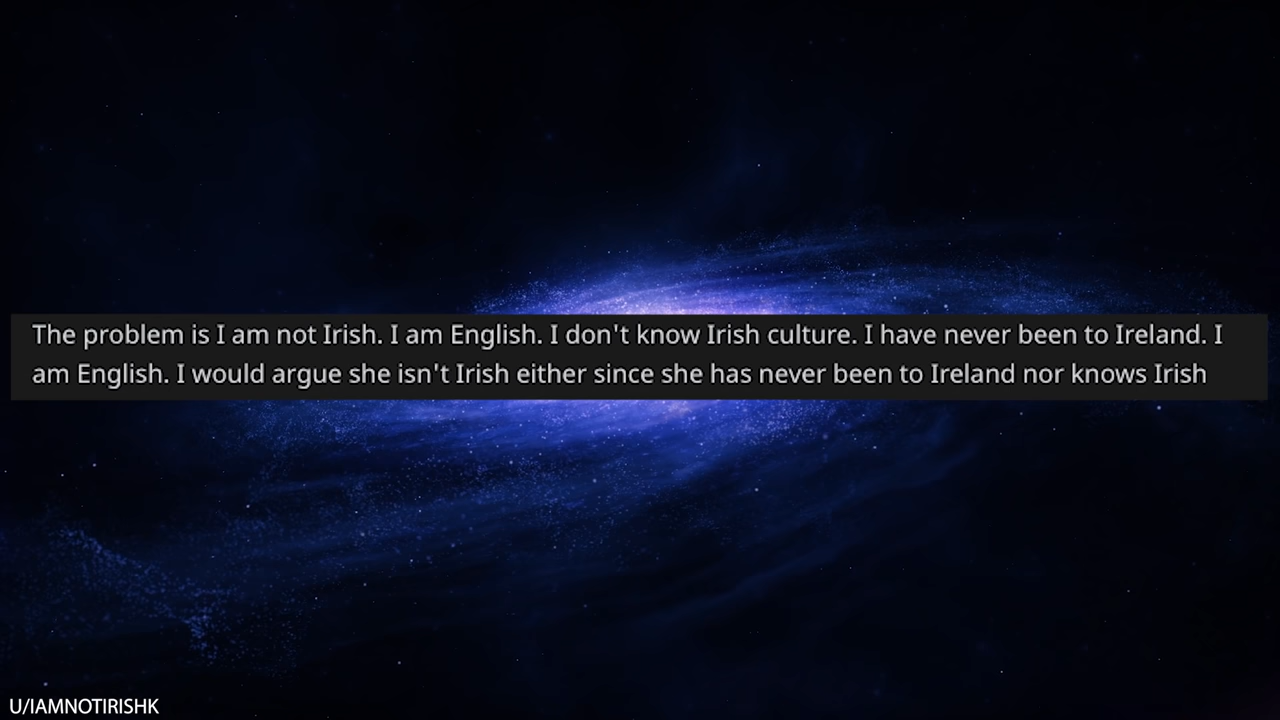 The problem is I am not Irish. I am English. I don't know Irish culture. I have never been to Ireland. I
am English. I would argue she isn't Irish either since she has never been to Ireland nor knows Irish
U/IAMNOTIRISHK